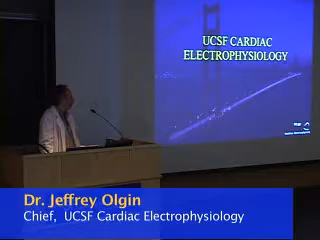 UCSF CARDIAC
ELECTROPHYSIOLOGY
Dr. Jeffrey Olgin
Chief, UCSF Cardiac Electrophysiology